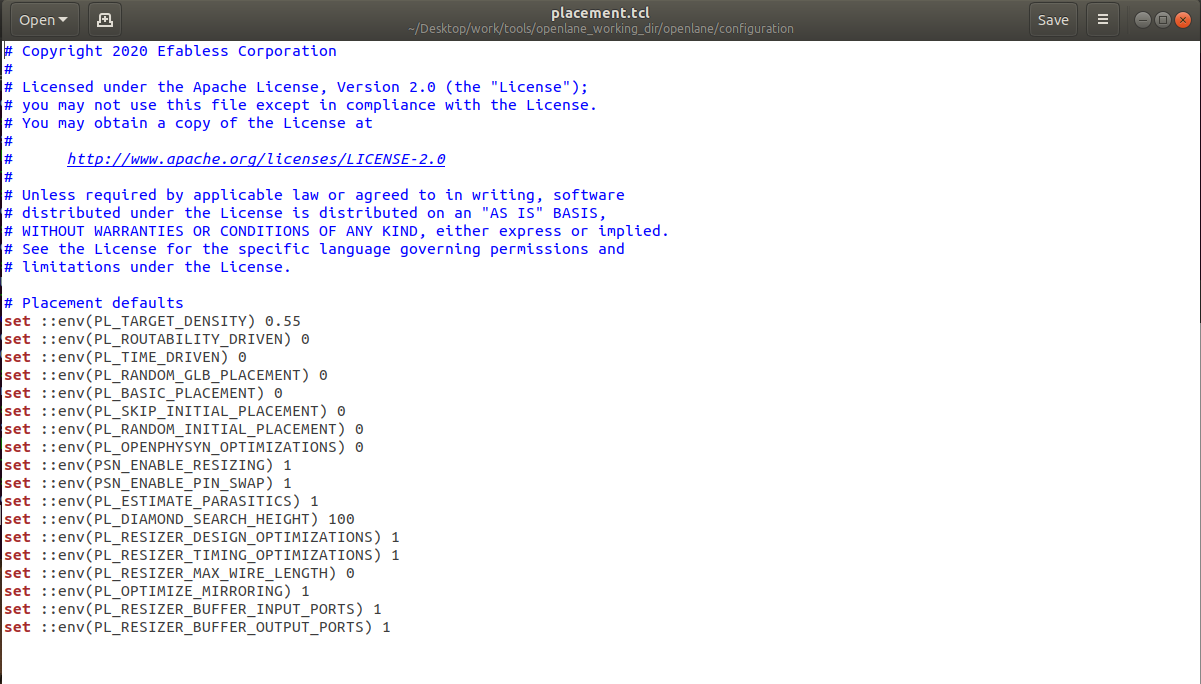 Open
placement.tcl
~/Desktop/work/tools/openlane_working_dir/openlane/configuration
Save
# Copyright 2020 Efabless Corporation
#
# Licensed under the Apache License, Version 2.0 (the "License");
# you may not use this file except in compliance with the License.
# You may obtain a copy of the License at
#
#      http://www.apache.org/licenses/LICENSE-2.0
#
# Unless required by applicable law or agreed to in writing, software
# distributed under the License is distributed on an "AS IS" BASIS,
# WITHOUT WARRANTIES OR CONDITIONS OF ANY KIND, either express or implied.
# See the License for the specific language governing permissions and
# limitations under the License.

# Placement defaults
set ::env(PL_TARGET_DENSITY) 0.55
set ::env(PL_ROUTABILITY_DRIVEN) 0
set ::env(PL_TIME_DRIVEN) 0
set ::env(PL_RANDOM_GLB_PLACEMENT) 0
set ::env(PL_BASIC_PLACEMENT) 0
set ::env(PL_SKIP_INITIAL_PLACEMENT) 0
set ::env(PL_RANDOM_INITIAL_PLACEMENT) 0
set ::env(PL_OPENPHYSYN_OPTIMIZATIONS) 0
set ::env(PSN_ENABLE_RESIZING) 1
set ::env(PSN_ENABLE_PIN_SWAP) 1
set ::env(PL_ESTIMATE_PARASITICS) 1
set ::env(PL_DIAMOND_SEARCH_HEIGHT) 100
set ::env(PL_RESIZER_DESIGN_OPTIMIZATIONS) 1
set ::env(PL_RESIZER_TIMING_OPTIMIZATIONS) 1
set ::env(PL_RESIZER_MAX_WIRE_LENGTH) 0
set ::env(PL_OPTIMIZE_MIRRORING) 1
set ::env(PL_RESIZER_BUFFER_INPUT_PORTS) 1
set ::env(PL_RESIZER_BUFFER_OUTPUT_PORTS) 1